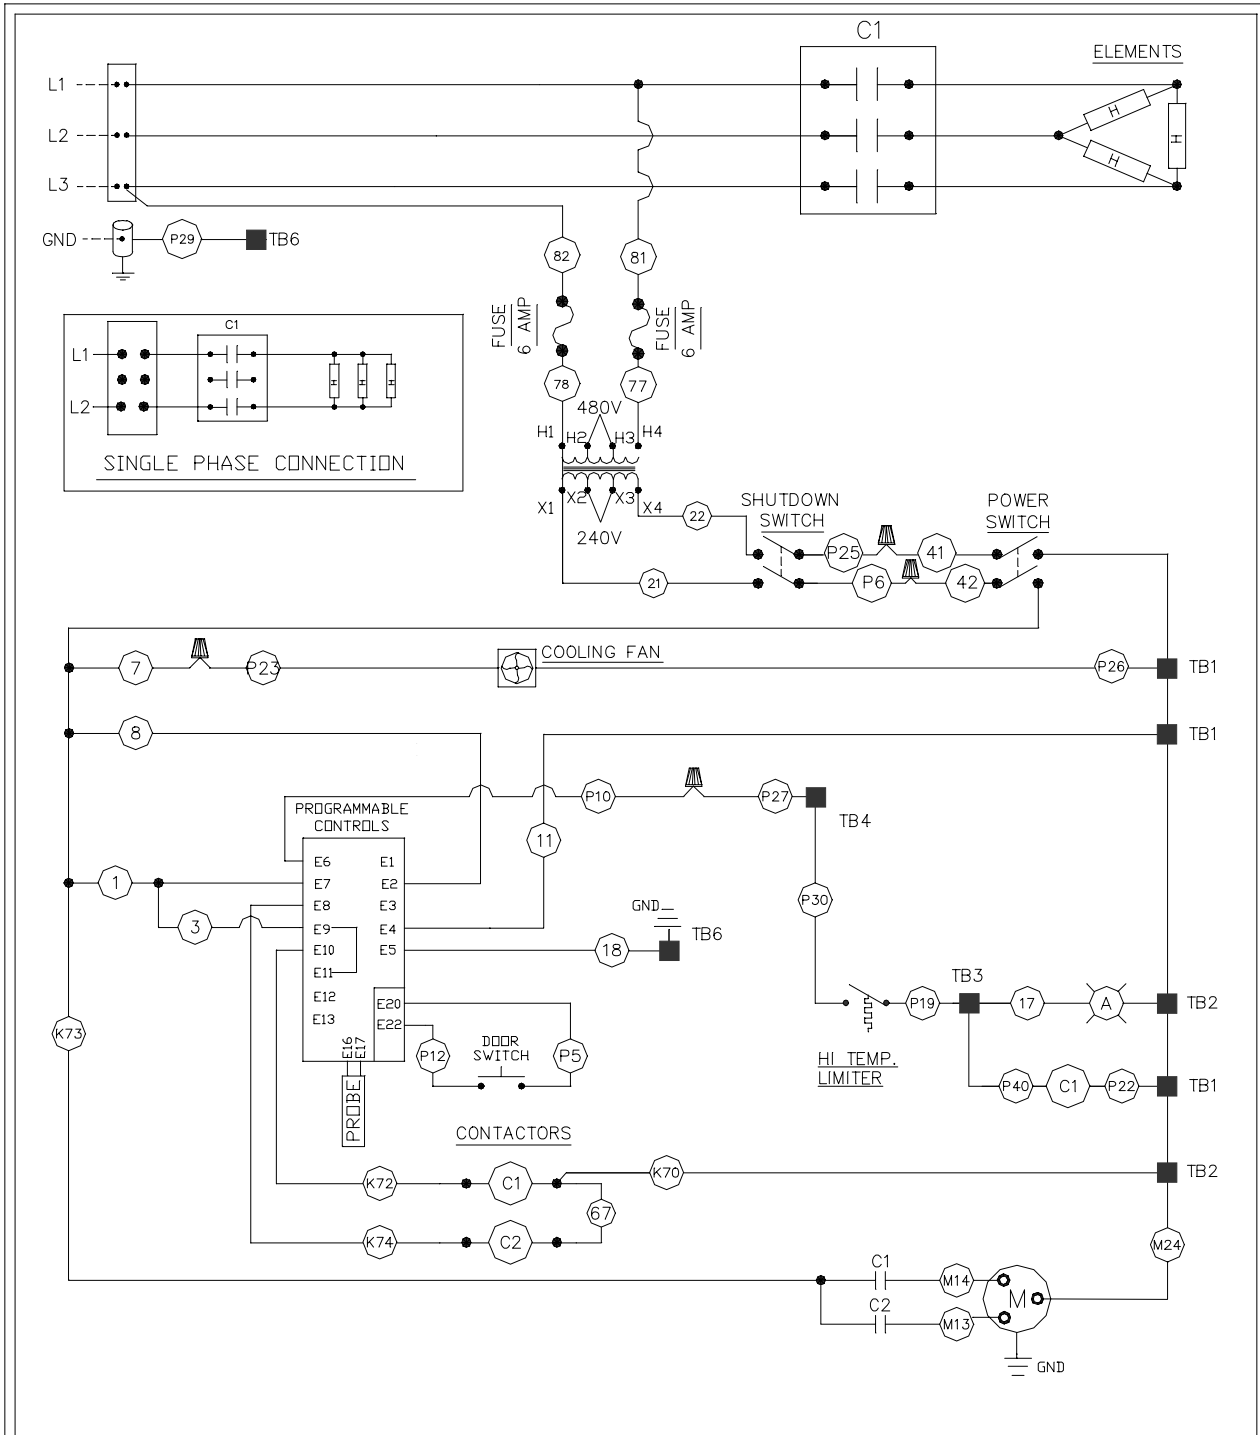 C1
ELEMENTS
L1
H
L2
H
H
L3
GND
P29
TB6
82
81
FUSE
6 AMP
FUSE
6 AMP
C1
L1
H
H
H
L2
SINGLE PHASE CONNECTION
78
77
480V
H1
H2
H3
H4
X1
X2
X3
X4
240V
22
SHUTDOWN
SWITCH
POWER
SWITCH
P25
41
21
P6
42
7
P23
COOLING FAN
P26
TB1
8
TB1
P10
P27
TB4
PROGRAMMABLE
CONTROLS
11
E6
E1
1
E7
E2
E8
E3
P30
3
E9
E4
GND
TB6
E10
E5
18
E11
E12
E20
E13
E22
E16
E17
PROBE
P12
DOOR
SWITCH
P5
K73
P19
TB3
17
A
TB2
HI TEMP.
LIMITER
P40
C1
P22
TB1
CONTACTORS
K72
C1
K70
TB2
67
K74
C2
M24
C1
M14
C2
M13
M
GND